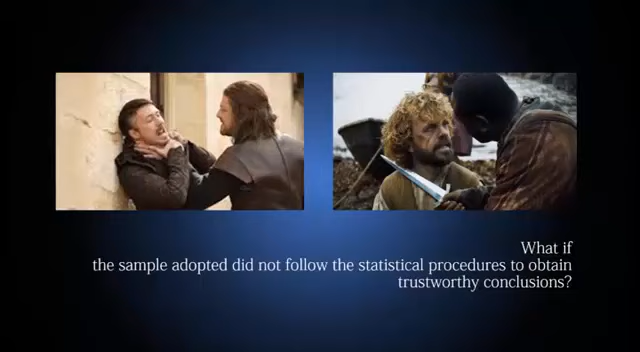 What if
the sample adopted did not follow the statistical procedures to obtain
trustworthy conclusions?